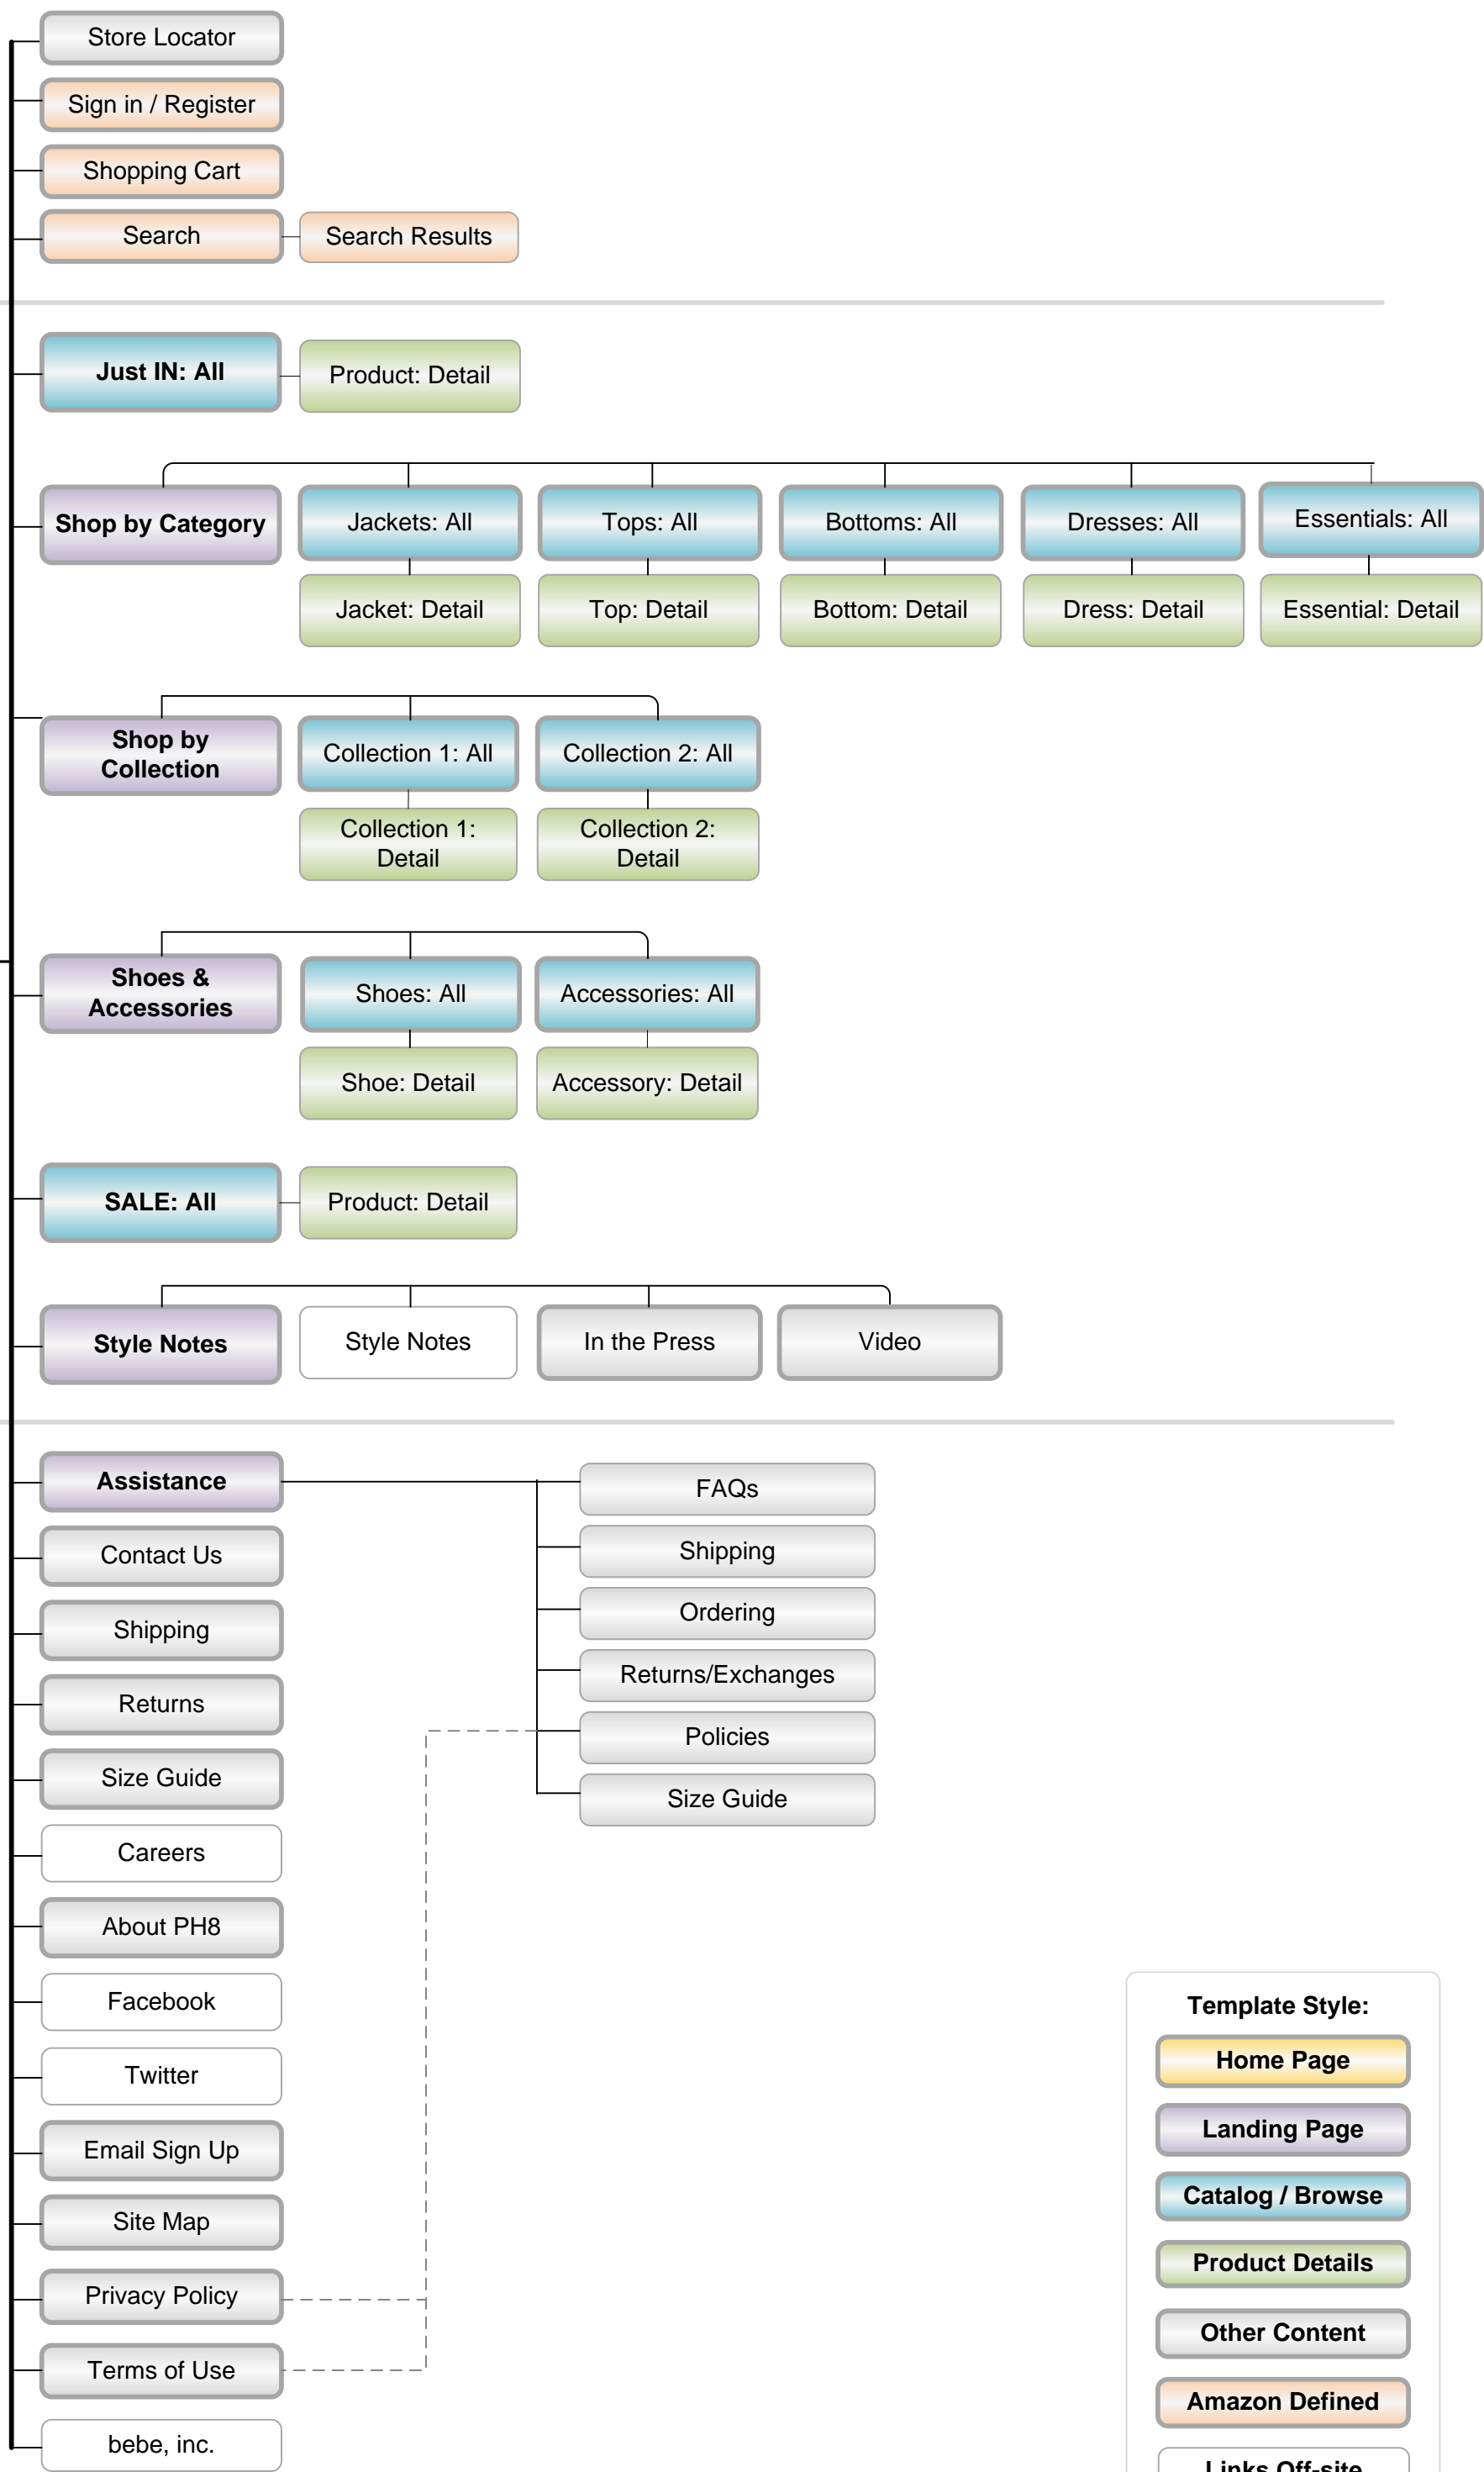 Store Locator
Sign in / Register
Shopping Cart
Search
Search Results
Just IN: All
Product: Detail
Shop by Category
Jackets: All
Tops: All
Bottoms: All
Dresses: All
Essentials: All
Jacket: Detail
Top: Detail
Bottom: Detail
Dress: Detail
Essential: Detail
Shop by
Collection
Collection 1: All
Collection 2: All
Collection 1:
Detail
Collection 2:
Detail
Shoes &
Accessories
Shoes: All
Accessories: All
Shoe: Detail
Accessory: Detail
SALE: All
Product: Detail
Style Notes
Style Notes
In the Press
Video
Assistance
FAQs
Shipping
Ordering
Returns/Exchanges
Policies
Size Guide
Contact Us
Shipping
Returns
Size Guide
Careers
About PH8
Facebook
Twitter
Email Sign Up
Site Map
Privacy Policy
Terms of Use
bebe, inc.
Template Style:
Home Page
Landing Page
Catalog / Browse
Product Details
Other Content
Amazon Defined
Links Off-site